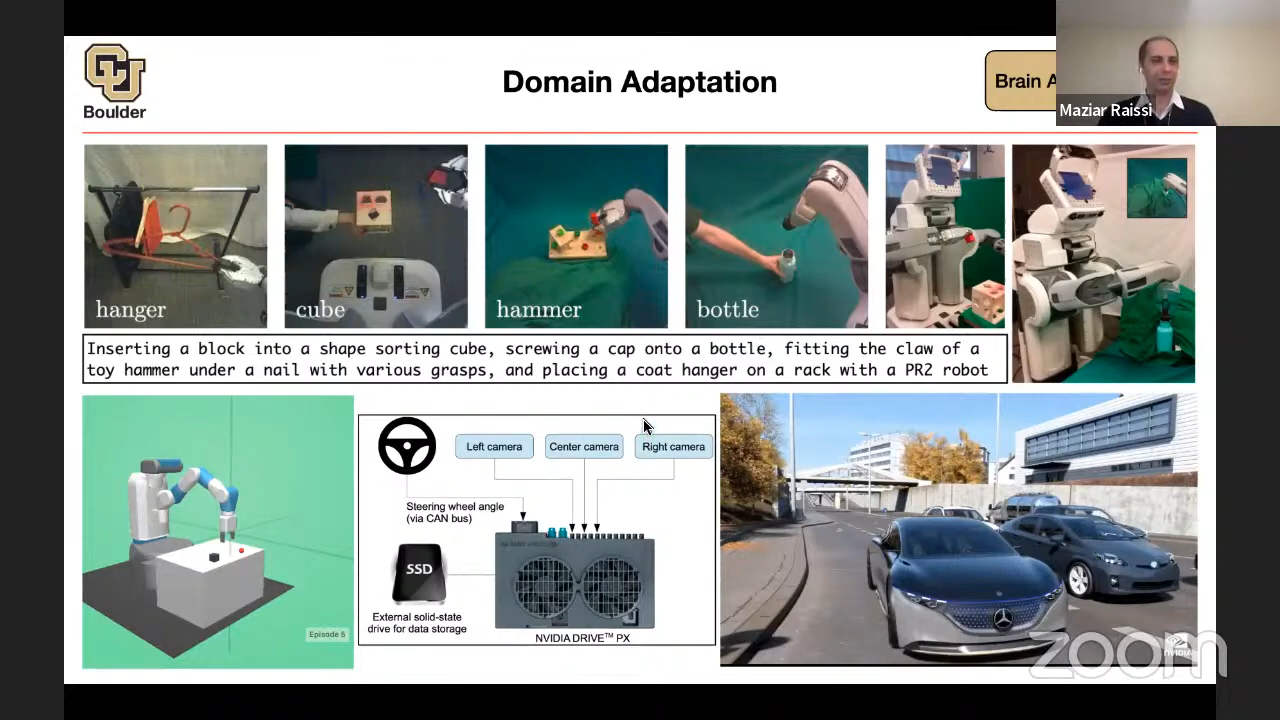 Boulder
Domain Adaptation
Brain A
Maziar Raissi
hanger
cube
hammer
bottle
Inserting a block into a shape sorting cube, screwing a cap onto a bottle, fitting the claw of a
toy hammer under a nail with various grasps, and placing a coat hanger on a rack with a PR2 robot
Left camera
Center camera
Right camera
Steering wheel angle
(via CAN bus)
SSD
External solid-state
drive for data storage
NVIDIA DRIVE™ PX
Episode 5
NVIDIA
zoom